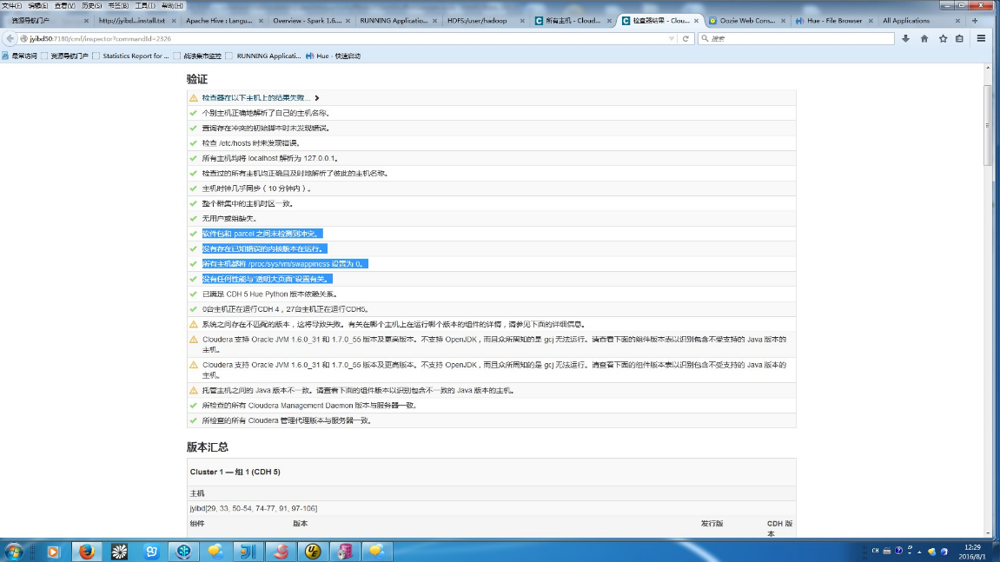 文件(F) 编辑(E) 查看(V) 历史(S) 书签(B) 工具(T) 帮助(H)
资源导航门户 http://jyibd...install.txt Apache Hive : Langu... Overview - Spark 1.6.... RUNNING Applicatio... HDFS:/user/hadoop 所有主机 - Cloud... 检查器结果 - Clou... Oozie Web Cons... Hue - File Browser All Applications
jyibd50:7180/cmf/inspector?commandId=2326 搜索
最常访问 资源导航门户 Statistics Report for ... 战法集市监控 RUNNING Applicati... Hue - 快速启动
验证
检查器在以下主机上的结果失败...
个别主机正确地解析了自己的主机名称。
查询存在冲突的初始脚本时未发现错误。
检查 /etc/hosts 时未发现错误。
所有主机均将 localhost 解析为 127.0.0.1。
检查过的所有主机均正确且及时地解析了彼此的主机名称。
主机时钟几乎同步（10 分钟内）。
整个群集中的主机时区一致。
无用户或组缺失。
软件包和 parcel 之间未检测到冲突。
没有存在已知错误的内核版本在运行。
所有主机都将 /proc/sys/vm/swappiness 设置为 0。
没有任何性能与“透明大页面”设置有关。
已满足 CDH 5 Hue Python 版本依赖关系。
0台主机正在运行CDH 4，27台主机正在运行CDH5。
系统之间存在不匹配的版本，这将导致失败。有关在哪个主机上在运行哪个版本的组件的详情，请参见下面的详细信息。
Cloudera 支持 Oracle JVM 1.6.0_31 和 1.7.0_55 版本及更高版本。不支持 OpenJDK，而且众所周知的是 gcj 无法运行。请查看下面的组件版本表以识别包含不受支持的 Java 版本的
主机。
Cloudera 支持 Oracle JVM 1.6.0_31 和 1.7.0_55 版本及更高版本。不支持 OpenJDK，而且众所周知的是 gcj 无法运行。请查看下面的组件版本表以识别包含不受支持的 Java 版本的
主机。
托管主机之间的 Java 版本不一致。请查看下面的组件版本以识别包含不一致的 Java 版本的主机。
所检查的所有 Cloudera Management Daemon 版本与服务器一致。
所检查的所有 Cloudera 管理代理版本与服务器一致。
版本汇总
Cluster 1 — 组 1 (CDH 5)
主机
jyibd[29, 33, 50-54, 74-77, 91, 97-106]
组件 版本 发行版 CDH 版
本
CH 12:29
2016/8/1